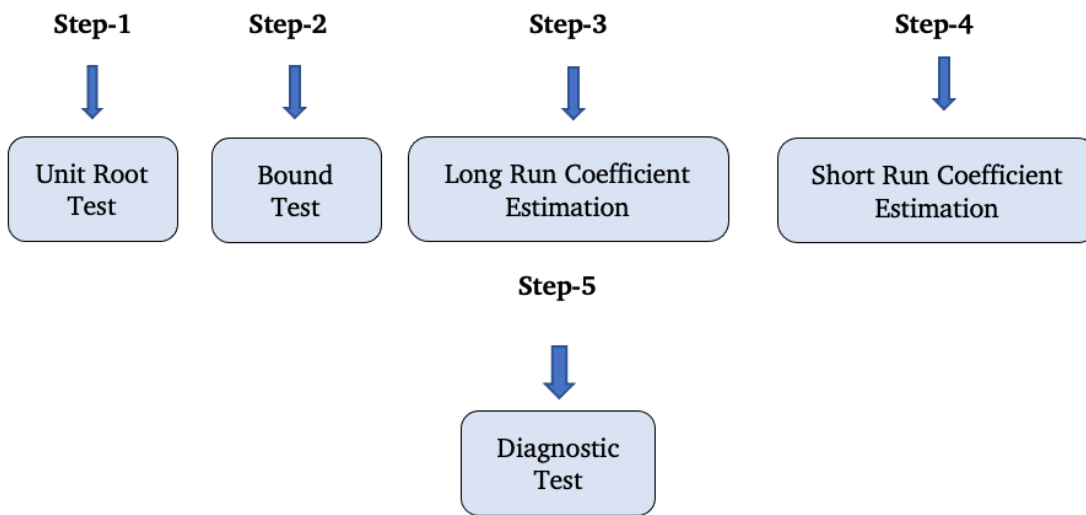 Step-1
Step-2
Step-3
Step-4
Unit Root
Test
Bound
Test
Long Run Coefficient
Estimation
Short Run Coefficient
Estimation
Step-5
Diagnostic
Test